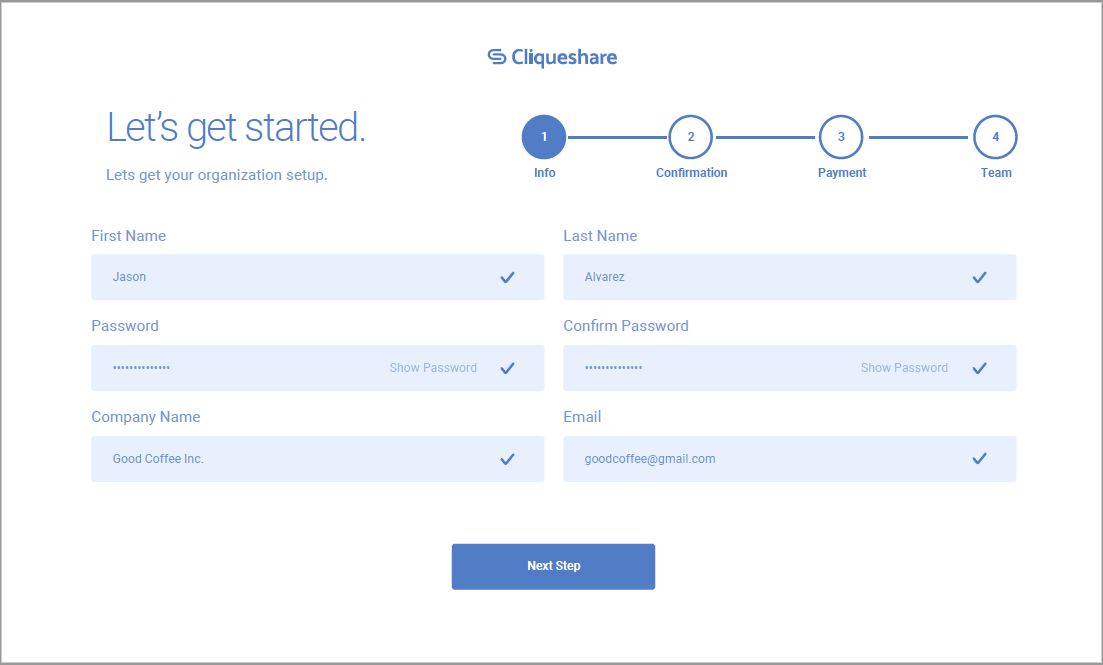 Cliqueshare
Let's get started.
Lets get your organization setup.
1 2 3 4
Info Confirmation Payment Team
First Name Last Name
Jason Alvarez
Password Confirm Password
•••••••••••••• Show Password •••••••••••••• Show Password
Company Name Email
Good Coffee Inc. goodcoffee@gmail.com
Next Step